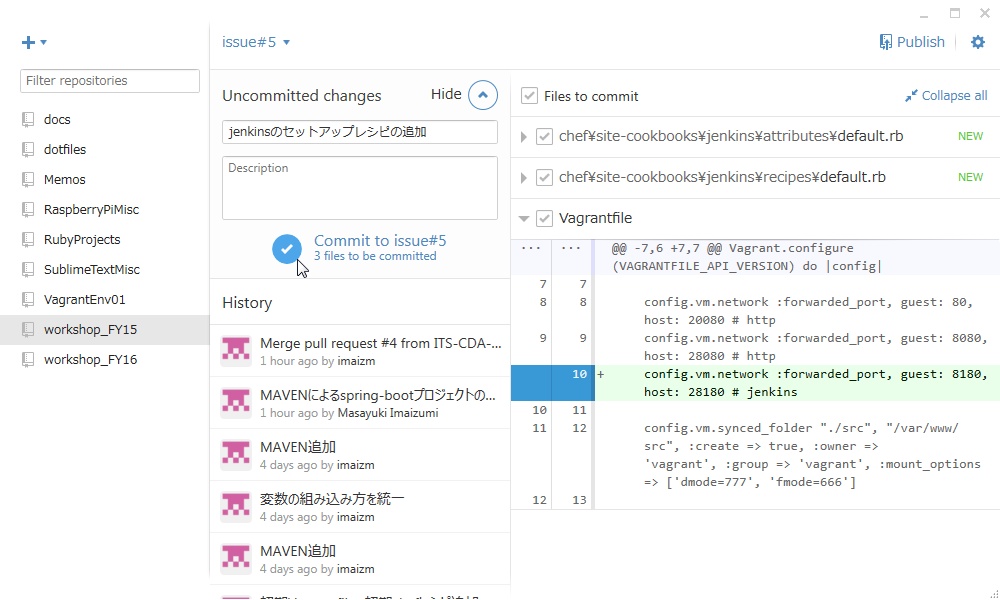 issue#5
Publish
Filter repositories
docs
dotfiles
Memos
RaspberryPiMisc
RubyProjects
SublimeTextMisc
VagrantEnv01
workshop_FY15
workshop_FY16
Uncommitted changes
Hide
jenkinsのセットアップレシピの追加
Description
Commit to issue#5
3 files to be committed
History
Merge pull request #4 from ITS-CDA-...
1 hour ago by imaizm
MAVENによるspring-bootプロジェクトの...
1 hour ago by Masayuki Imaizumi
MAVEN追加
4 days ago by imaizm
変数の組み込み方を統一
4 days ago by imaizm
MAVEN追加
4 days ago by imaizm
Files to commit
Collapse all
chef¥site-cookbooks¥jenkins¥attributes¥default.rb NEW
chef¥site-cookbooks¥jenkins¥recipes¥default.rb NEW
Vagrantfile
... ... @@ -7,6 +7,7 @@ Vagrant.configure
(VAGRANTFILE_API_VERSION) do |config|
7 7
8 8 config.vm.network :forwarded_port, guest: 80,
host: 20080 # http
9 9 config.vm.network :forwarded_port, guest: 8080,
host: 28080 # http
10 + config.vm.network :forwarded_port, guest: 8180,
host: 28180 # jenkins
10 11
11 12 config.vm.synced_folder "./src", "/var/www/
src", :create => true, :owner =>
'vagrant', :group => 'vagrant', :mount_options
=> ['dmode=777', 'fmode=666']
12 13